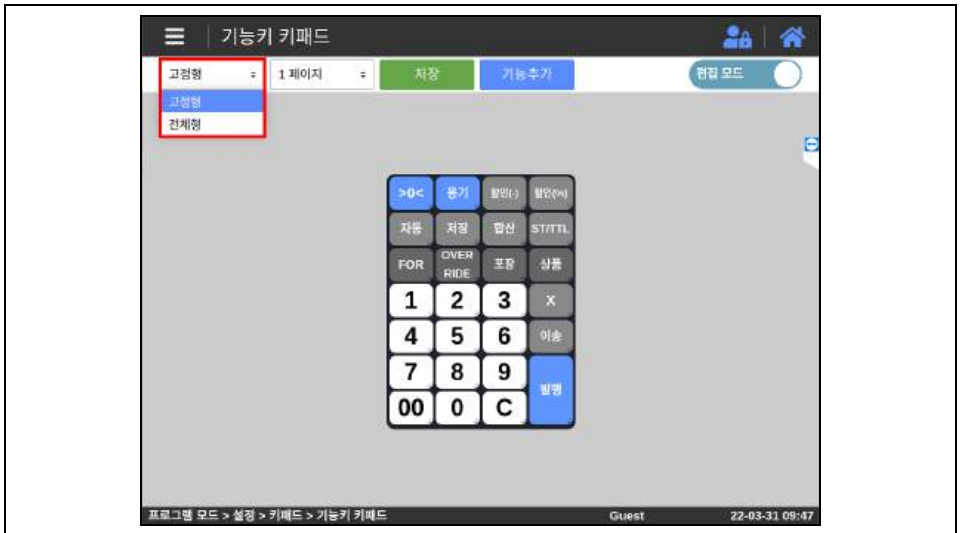 기능키 키패드
고정형 1 페이지 저장 기능추가 편집 모드
고정형
전체형
>0< 용기 할인(-) 할인(%)
자동 저장 합산 ST/TTL
FOR OVER RIDE 포장 상품
1 2 3 X
4 5 6 이송
7 8 9 발행
00 0 C
프로그램 모드 > 설정 > 키패드 > 기능키 키패드 Guest 22-03-31 09:47